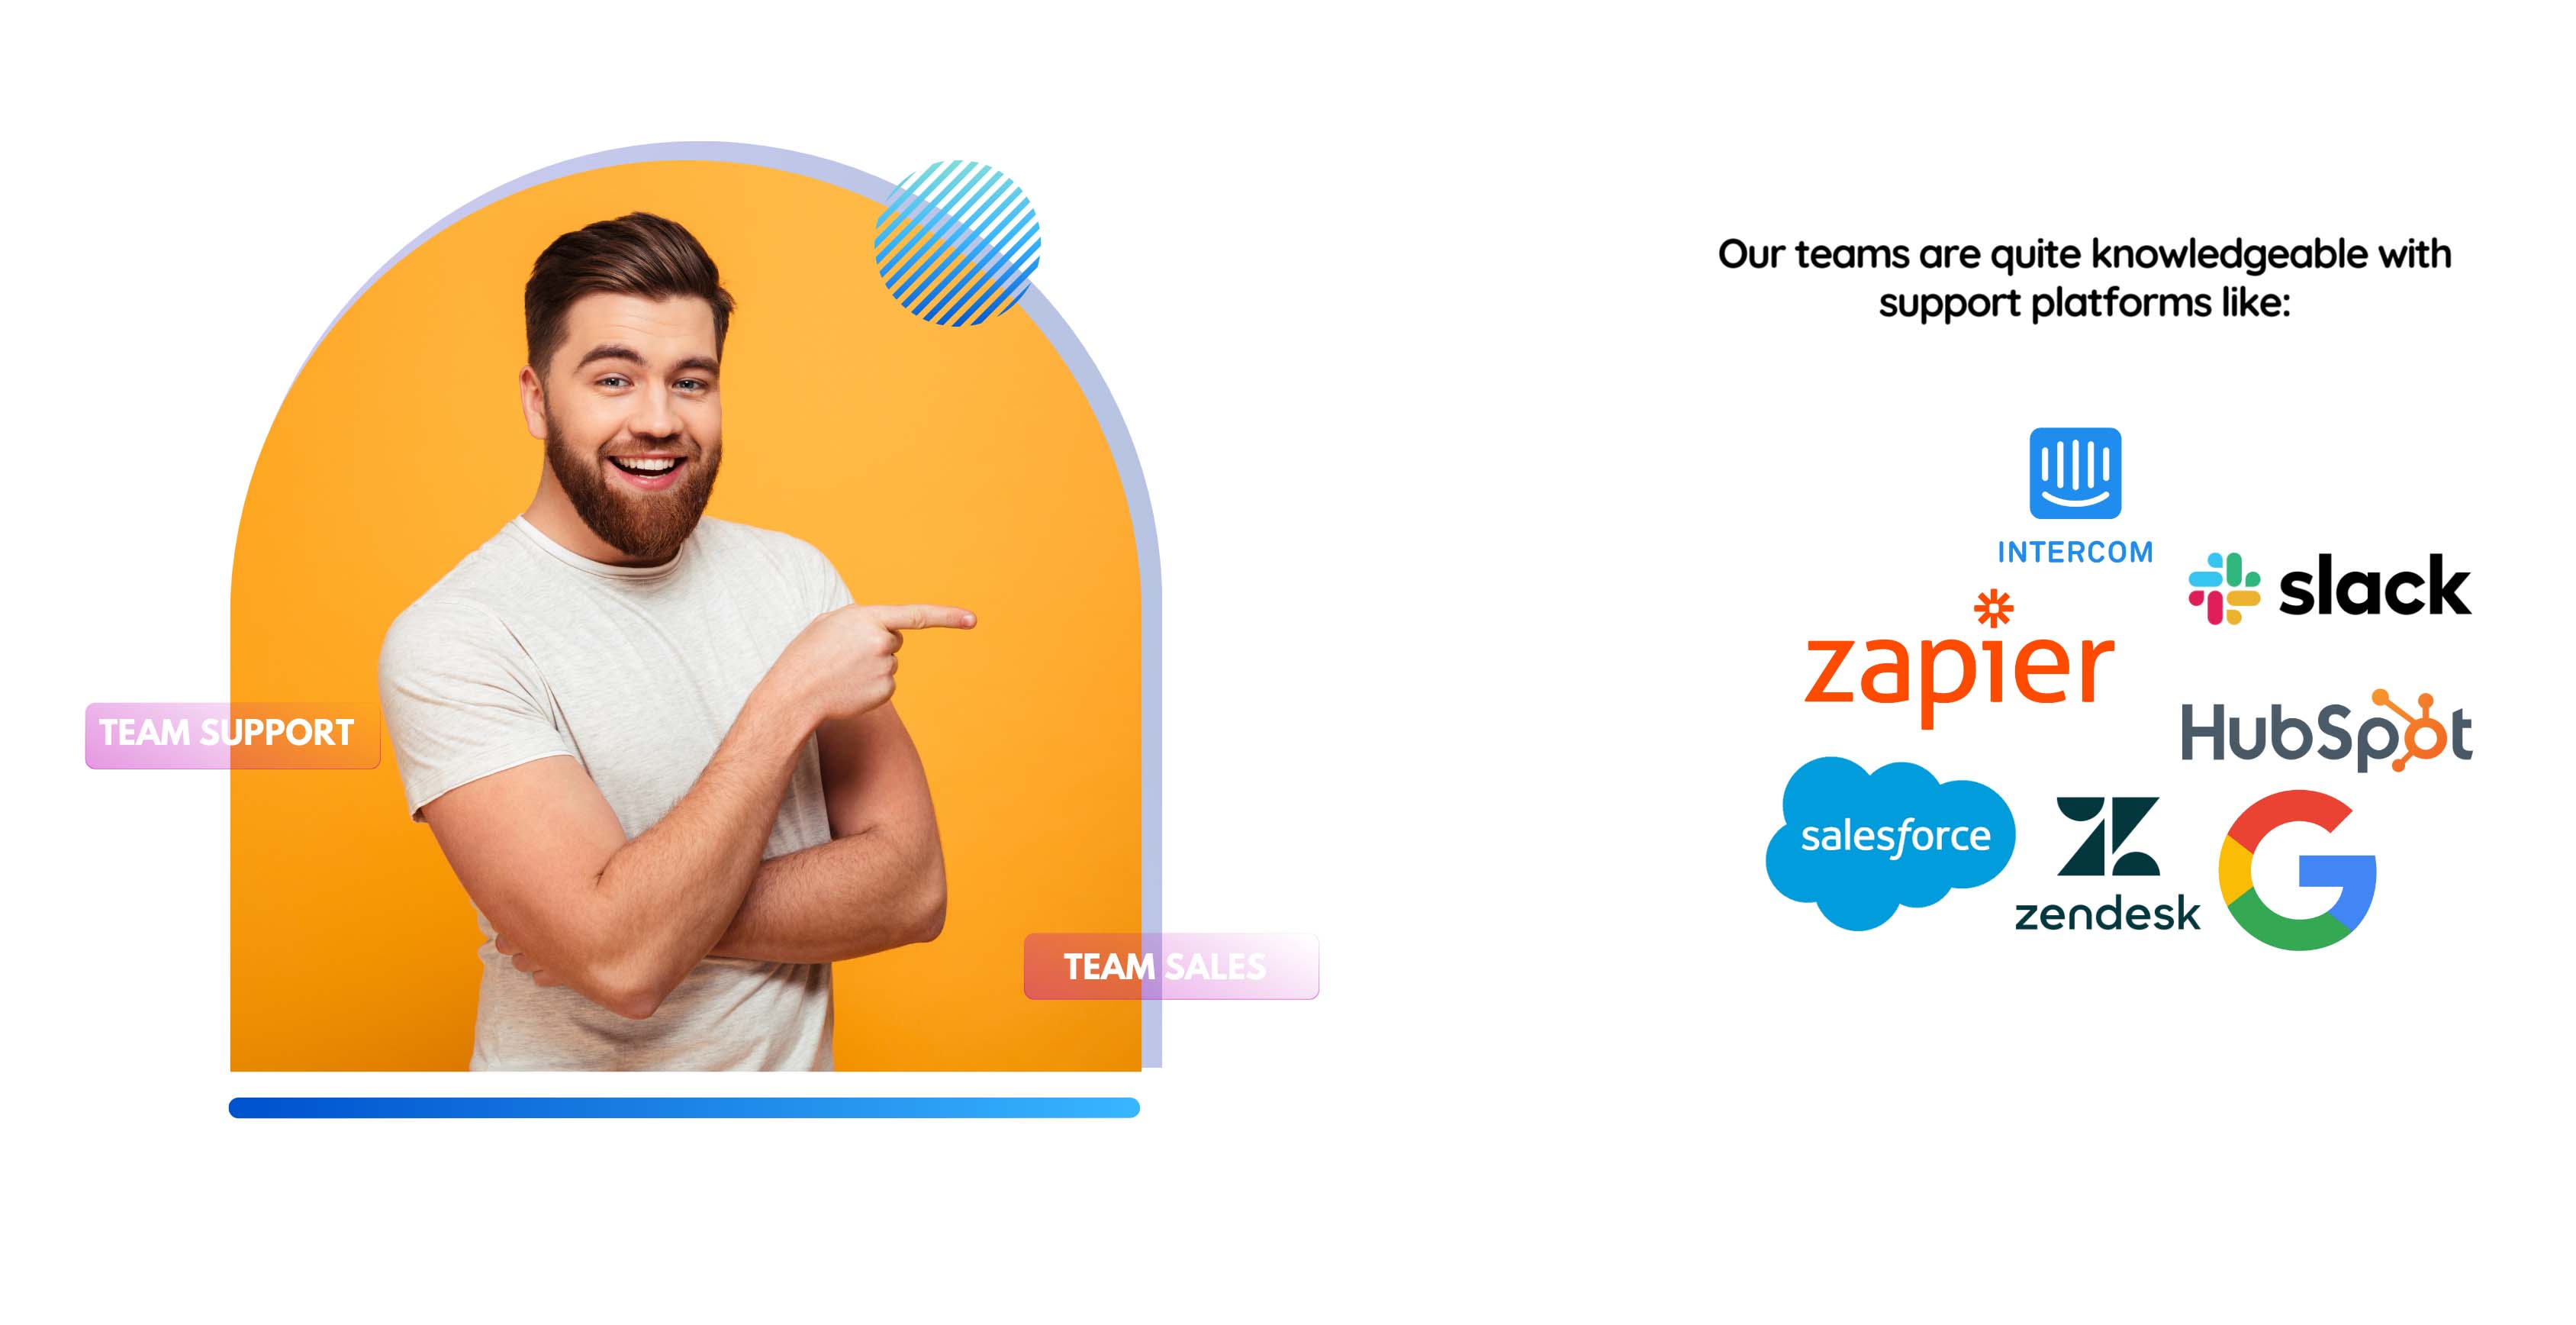 Our teams are quite knowledgeable with
support platforms like:
INTERCOM
slack
zapier
HubSpot
salesforce
zendesk
TEAM SUPPORT
TEAM SALES